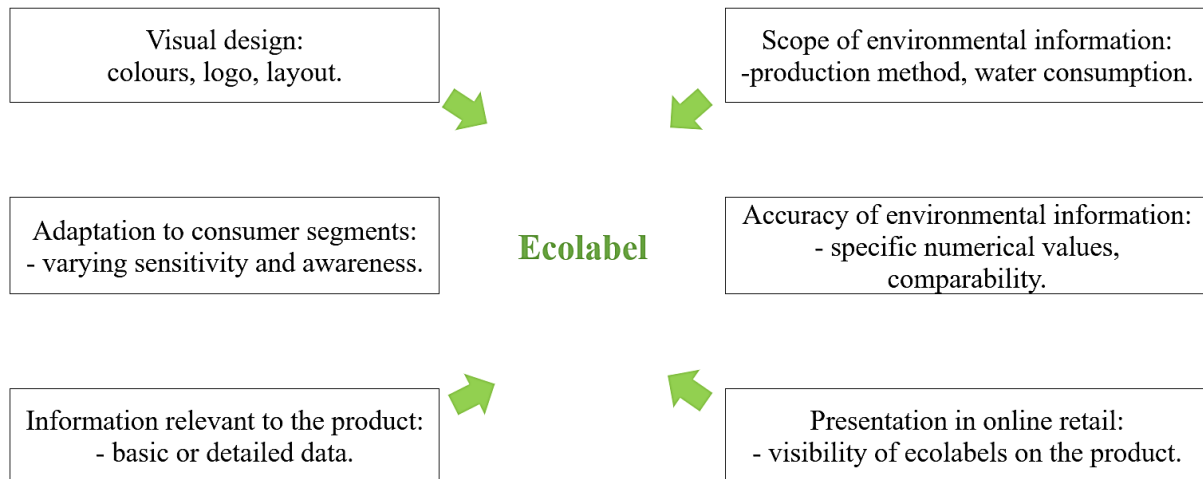 Visual design:
colours, logo, layout.
Scope of environmental information:
-production method, water consumption.
Adaptation to consumer segments:
- varying sensitivity and awareness.
Ecolabel
Accuracy of environmental information:
- specific numerical values,
comparability.
Information relevant to the product:
- basic or detailed data.
Presentation in online retail:
- visibility of ecolabels on the product.